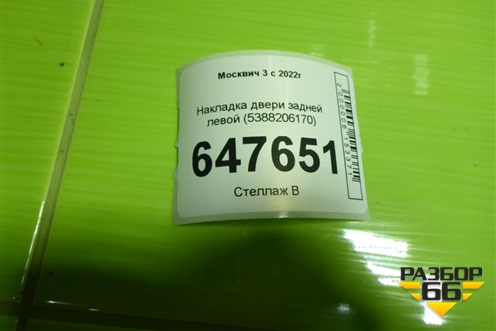 Москвич 3 с 2022г
Накладка двери задней
левой (5388206170)
647651
Стеллаж В
РАЗБОР
66